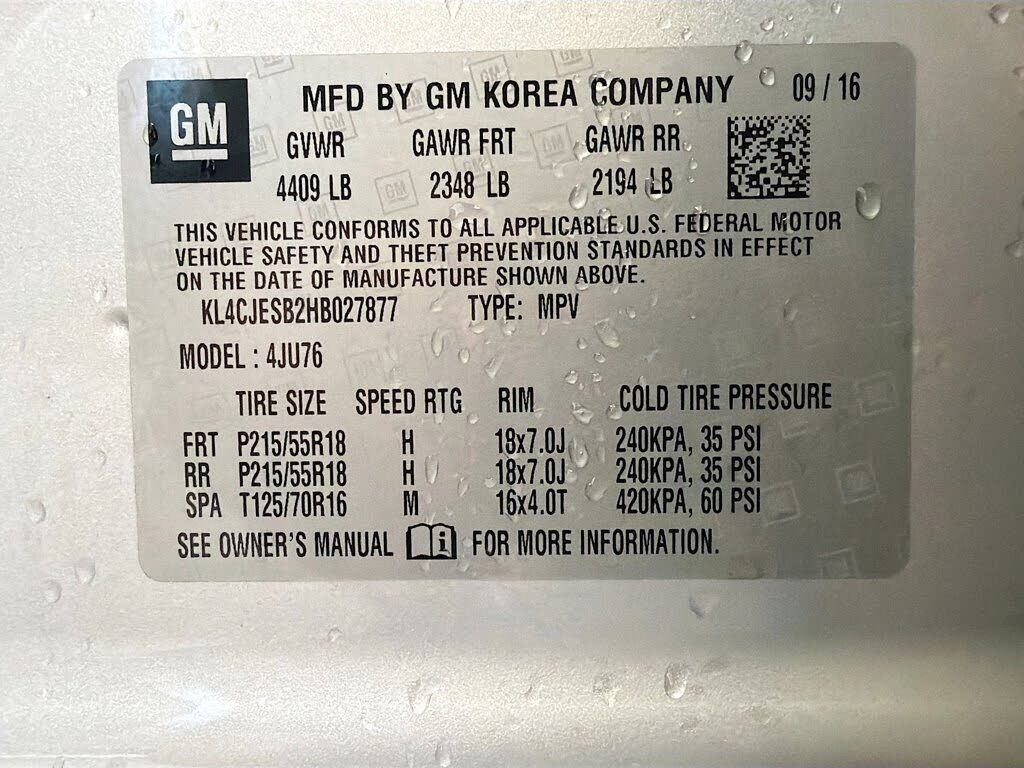 GM
MFD BY GM KOREA COMPANY 09 / 16
GVWR GAWR FRT GAWR RR
4409 LB 2348 LB 2194 LB
THIS VEHICLE CONFORMS TO ALL APPLICABLE U.S. FEDERAL MOTOR
VEHICLE SAFETY AND THEFT PREVENTION STANDARDS IN EFFECT
ON THE DATE OF MANUFACTURE SHOWN ABOVE.
KL4CJESB2HB027877 TYPE: MPV
MODEL : 4JU76
TIRE SIZE SPEED RTG RIM COLD TIRE PRESSURE
FRT P215/55R18 H 18x7.0J 240KPA, 35 PSI
RR P215/55R18 H 18x7.0J 240KPA, 35 PSI
SPA T125/70R16 M 16x4.0T 420KPA, 60 PSI
SEE OWNER'S MANUAL i FOR MORE INFORMATION.